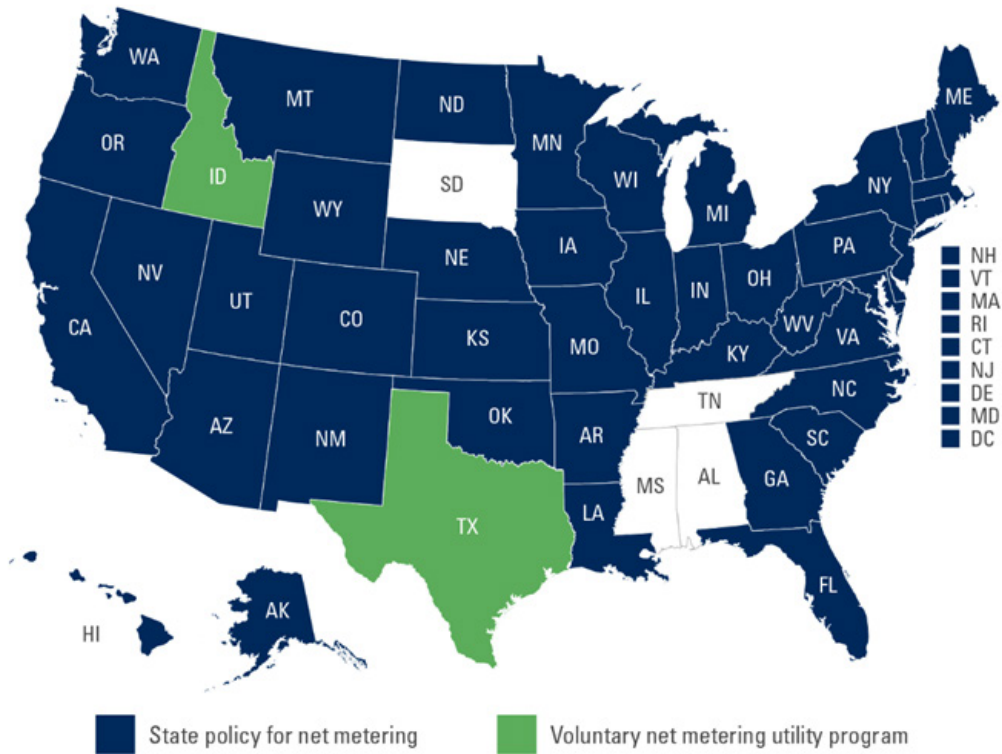 WA
MT
ND
MN
ME
OR
ID
SD
WI
NY
WY
MI
IA
PA
NE
NV
OH
UT
IL
IN
CA
CO
WV
VA
KS
MO
KY
NC
TN
AZ
NM
OK
AR
SC
MS
AL
GA
TX
LA
FL
HI
AK
NH
VT
MA
RI
CT
NJ
DE
MD
DC
State policy for net metering
Voluntary net metering utility program